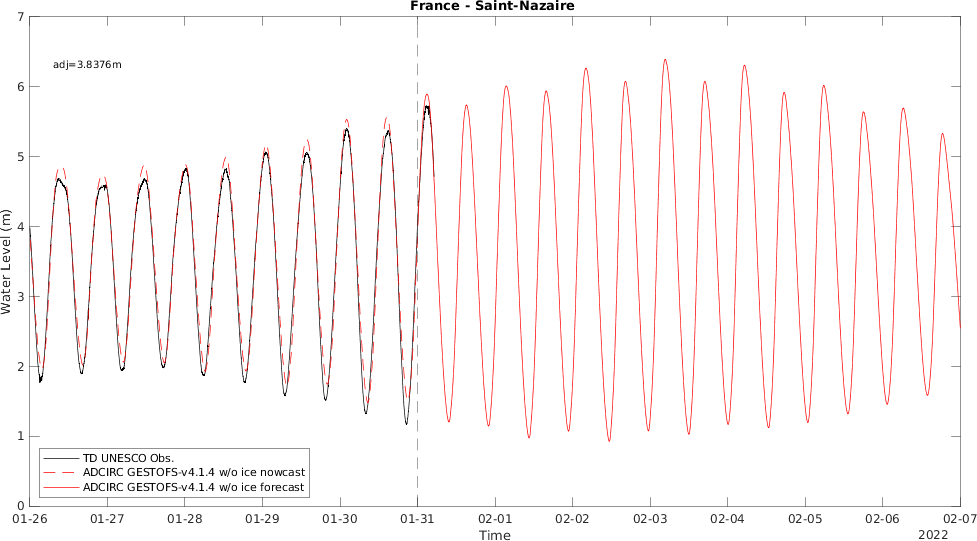 France - Saint-Nazaire
adj=3.8376m
Water Level (m)
7
6
5
4
3
2
1
0
TD UNESCO Obs.
ADCIRC GESTOFS-v4.1.4 w/o ice nowcast
ADCIRC GESTOFS-v4.1.4 w/o ice forecast
01-26 01-27 01-28 01-29 01-30 01-31 02-01 02-02 02-03 02-04 02-05 02-06 02-07
Time
2022